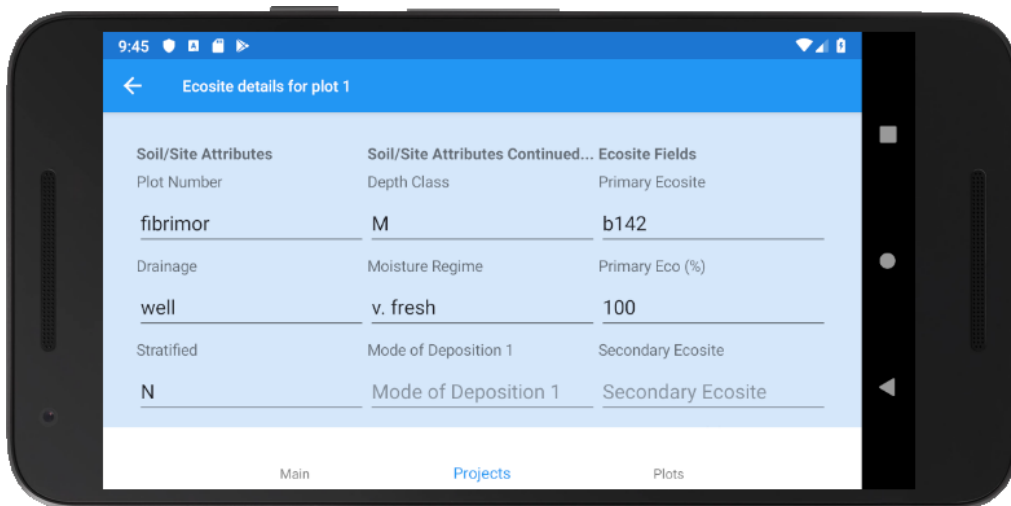 9:45
Ecosite details for plot 1
Soil/Site Attributes Soil/Site Attributes Continued... Ecosite Fields
Plot Number Depth Class Primary Ecosite
fibrimor M b142
Drainage Moisture Regime Primary Eco (%)
well v. fresh 100
Stratified Mode of Deposition 1 Secondary Ecosite
N Mode of Deposition 1 Secondary Ecosite
Main Projects Plots